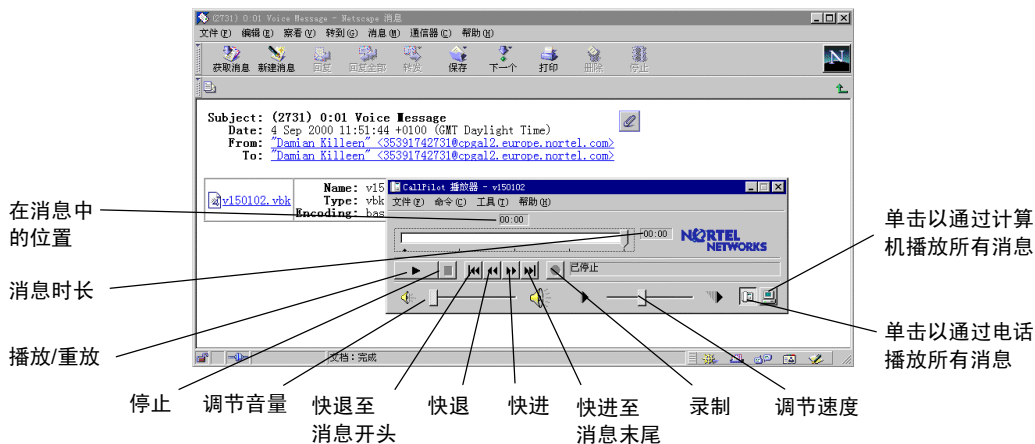 (2731) 0:01 Voice Message - Netscape 消息
文件(F) 编辑(E) 察看(V) 转到(G) 消息(M) 通信器(C) 帮助(H)
获取消息 新建消息 回复 回复全部 转发 保存 下一个 打印 删除 停止
N
Subject: (2731) 0:01 Voice Message
Date: 4 Sep 2000 11:51:44 +0100 (GMT Daylight Time)
From: "Damian Killeen" <35391742731@cpgal2.europe.nortel.com>
To: "Damian Killeen" <35391742731@cpgal2.europe.nortel.com>
v150102.vbk
Name: v15
Type: vbk
Encoding: bas
CallPilot 播放器 - v150102
文件(F) 命令(C) 工具(T) 帮助(H)
00:00
00:00
NORTEL
NETWORKS
已停止
文档：完成
在消息中
的位置
消息时长
播放/重放
停止
调节音量
快退至
消息开头
快退
快进
快进至
消息末尾
录制
调节速度
单击以通过计算
机播放所有消息
单击以通过电话
播放所有消息